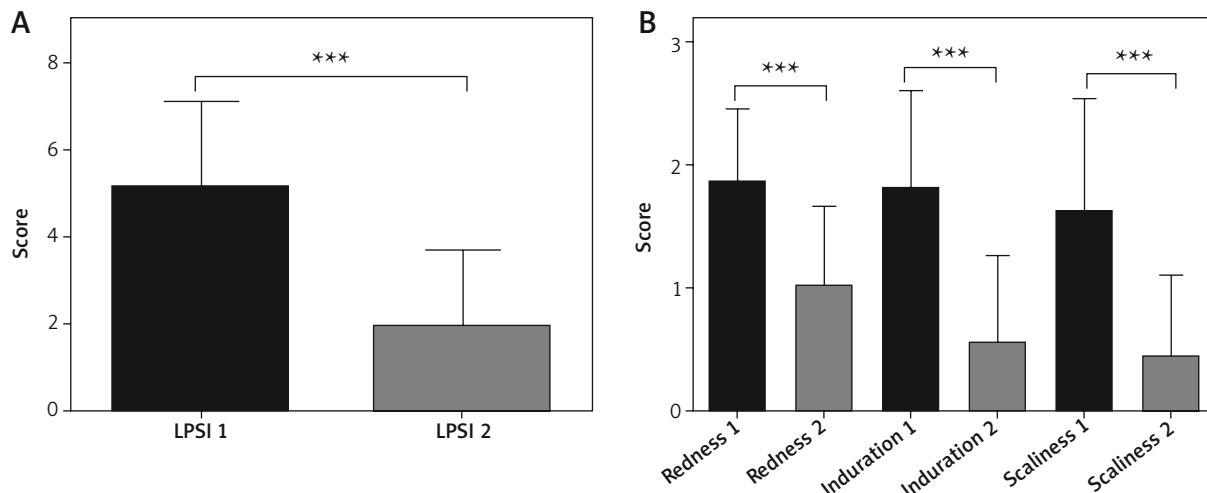 A
Score
8
6
4
2
0
***
LPSI 1
LPSI 2
B
Score
3
2
1
0
***
***
***
Redness 1
Redness 2
Induration 1
Induration 2
Scaliness 1
Scaliness 2